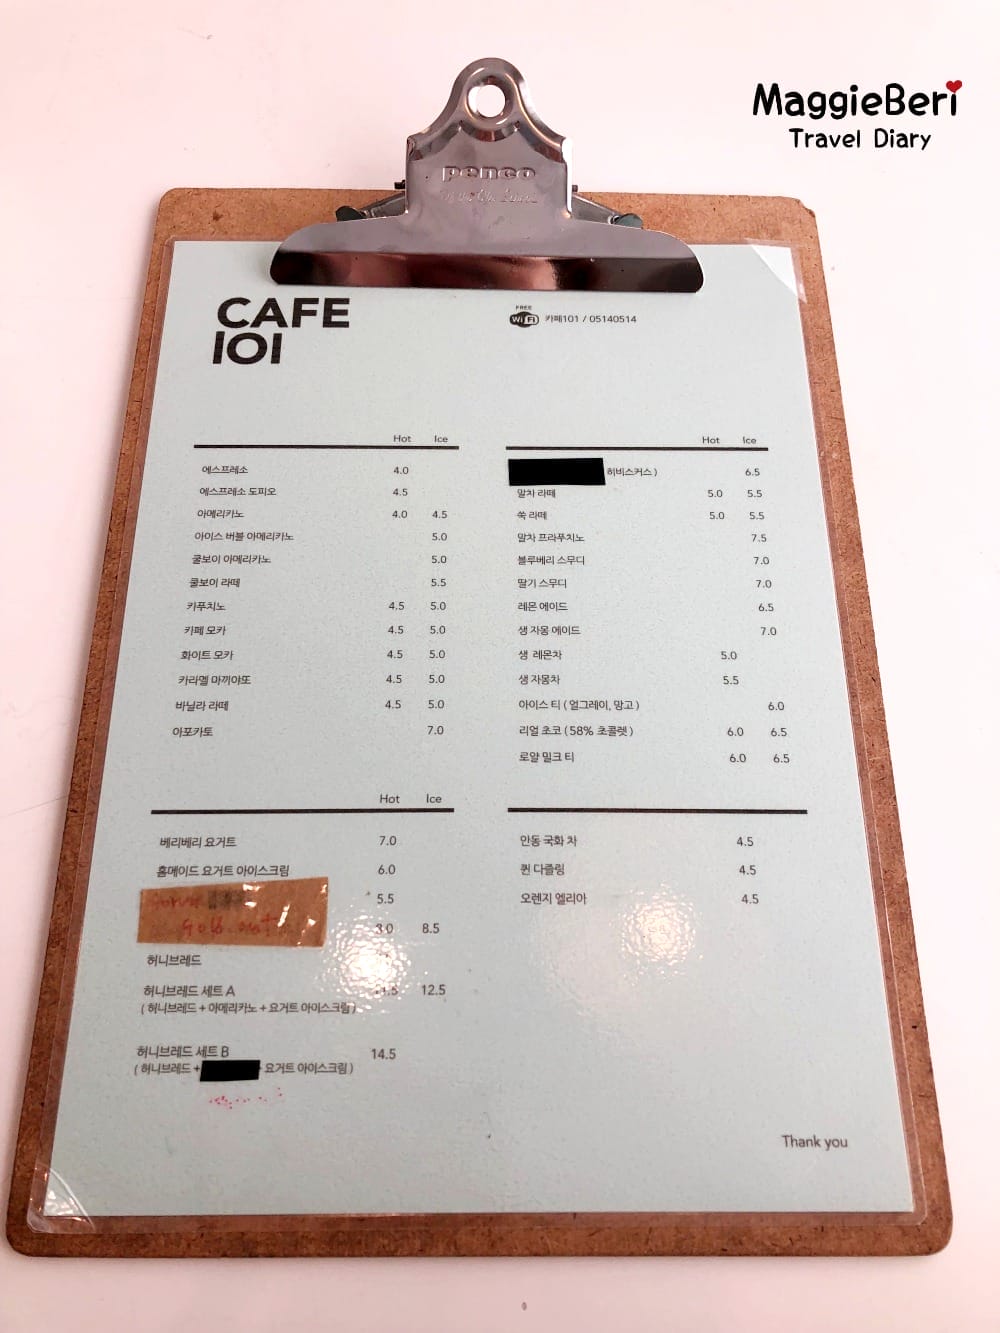 MaggieBeri
Travel Diary
penco
CAFE
101
FREE
WiFi 카페101 / 05140514
Hot Ice
에스프레소 4.0
에스프레소 도피오 4.5
아메리카노 4.0 4.5
아이스 버블 아메리카노 5.0
쿨보이 아메리카노 5.0
쿨보이 라떼 5.5
카푸치노 4.5 5.0
카페 모카 4.5 5.0
화이트 모카 4.5 5.0
카라멜 마끼야또 4.5 5.0
바닐라 라떼 4.5 5.0
아포카토 7.0
Hot Ice
히비스커스 ) 6.5
말차 라떼 5.0 5.5
쑥 라떼 5.0 5.5
말차 프라푸치노 7.5
블루베리 스무디 7.0
딸기 스무디 7.0
레몬 에이드 6.5
생 자몽 에이드 7.0
생 레몬차 5.0
생 자몽차 5.5
아이스 티 ( 얼그레이, 망고 ) 6.0
리얼 초코 ( 58% 초콜렛 ) 6.0 6.5
로얄 밀크 티 6.0 6.5
Hot Ice
베리베리 요거트 7.0
홈메이드 요거트 아이스크림 6.0
5.5
8.5
허니브레드
허니브레드 세트 A 12.5
( 허니브레드 + 아메리카노 + 요거트 아이스크림 )
허니브레드 세트 B 14.5
( 허니브레드 + 요거트 아이스크림 )
안동 국화 차 4.5
퀸 다즐링 4.5
오렌지 엘리아 4.5
Thank you